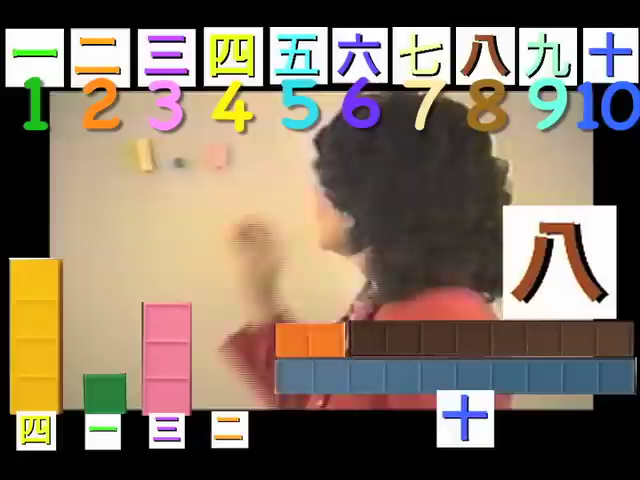 一 二 三 四 五 六 七 八 九 十
1 2 3 4 5 6 7 8 9 10
八
四 一 三 二
十